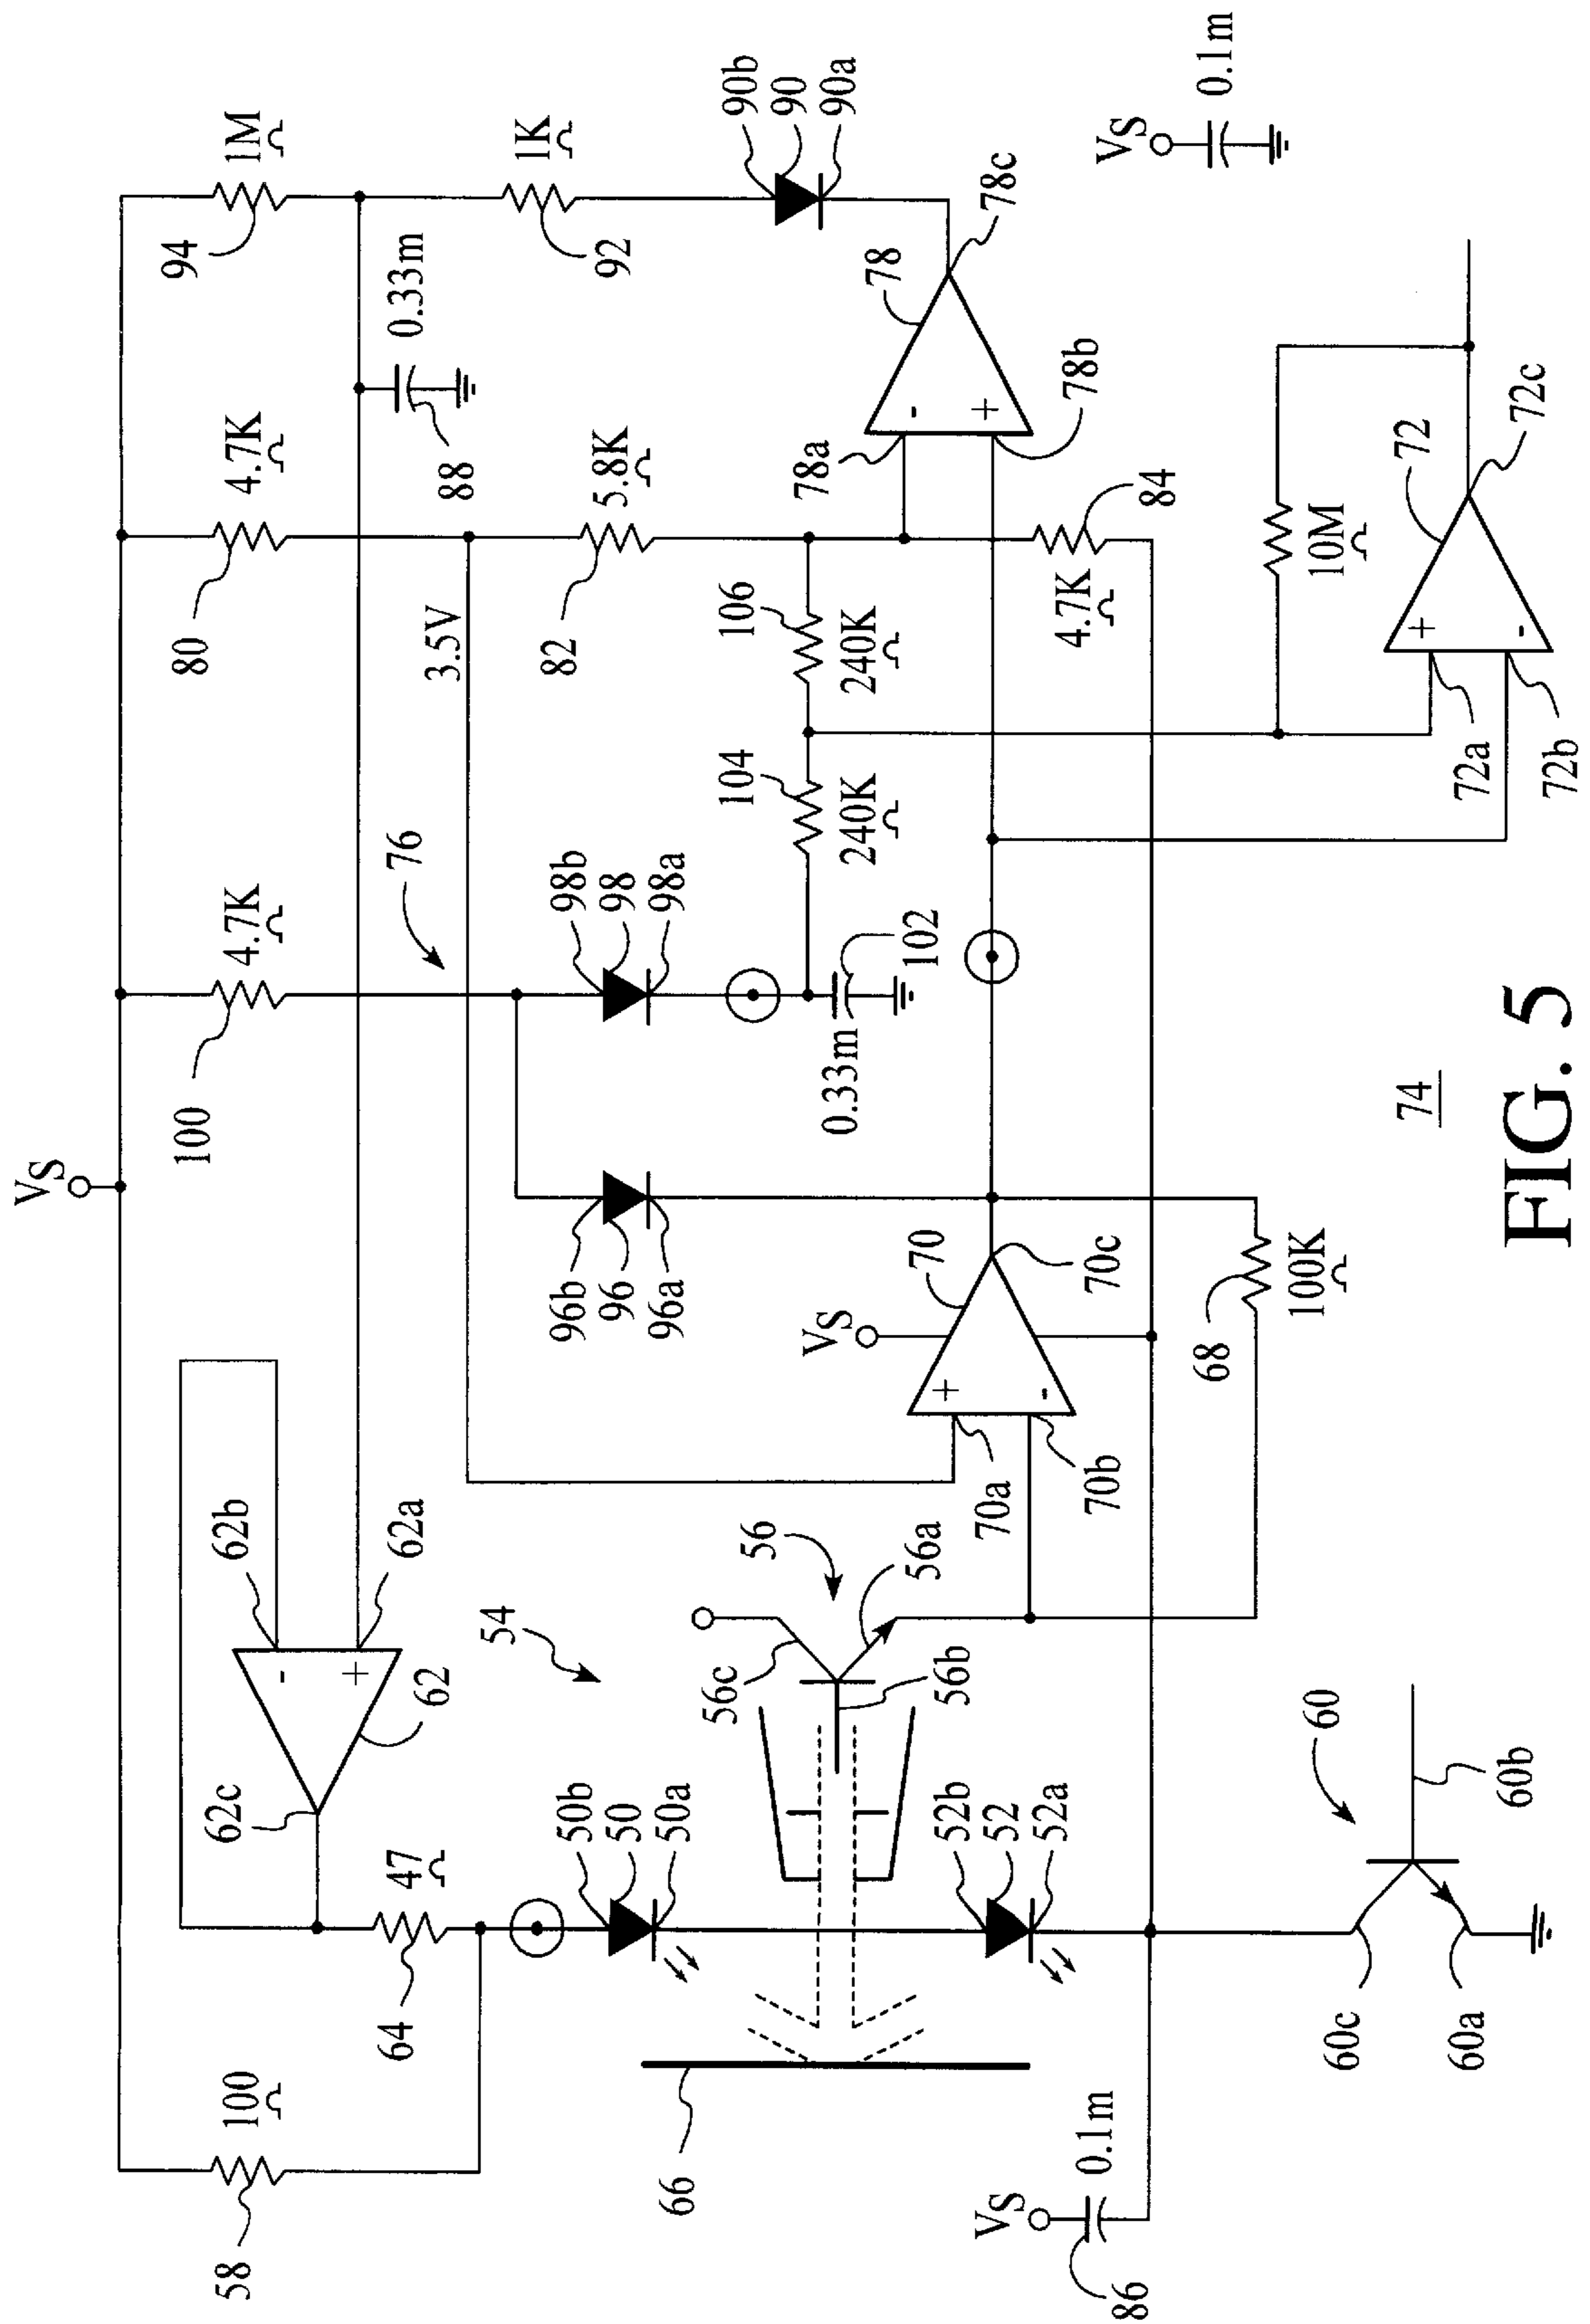 VS
94
1M
80
4.7K
100
4.7K
88
0.33m
92
1K
90b
90
90a
3.5V
82
5.8K
76
98b
98
98a
96b
96
96a
106
240K
104
240K
102
0.33m
78a
78
78b
78c
84
4.7K
VS
0.1m
10M
72
72a
72b
72c
VS
70
70a
70b
70c
68
100K
62b
62a
62
62c
54
56
56a
56b
56c
47
64
100
58
50b
50
50a
52b
52
52a
66
VS
0.1m
86
60
60b
60c
60a
+
-
+
-
+
-
+
-
74
FIG. 5